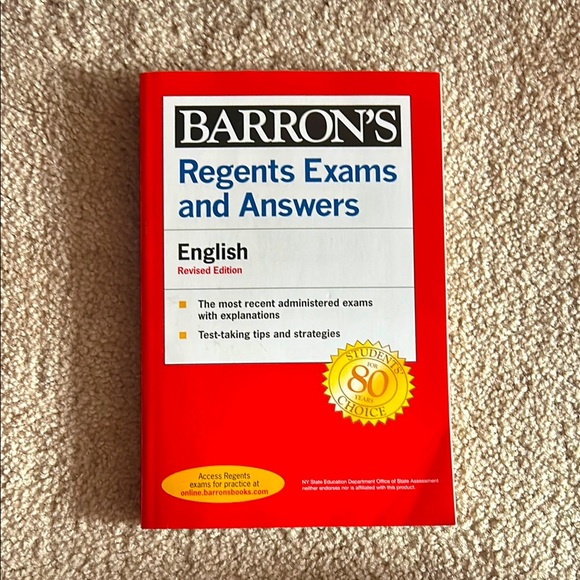 BARRON'S
Regents Exams
and Answers
English
Revised Edition
The most recent administered exams
with explanations
Test-taking tips and strategies
STUDENTS'
FOR
80
YEARS
CHOICE
Access Regents
exams for practice at
online.barronsbooks.com
NY State Education Department Office of State Assessment
neither endorses nor is affiliated with this product.